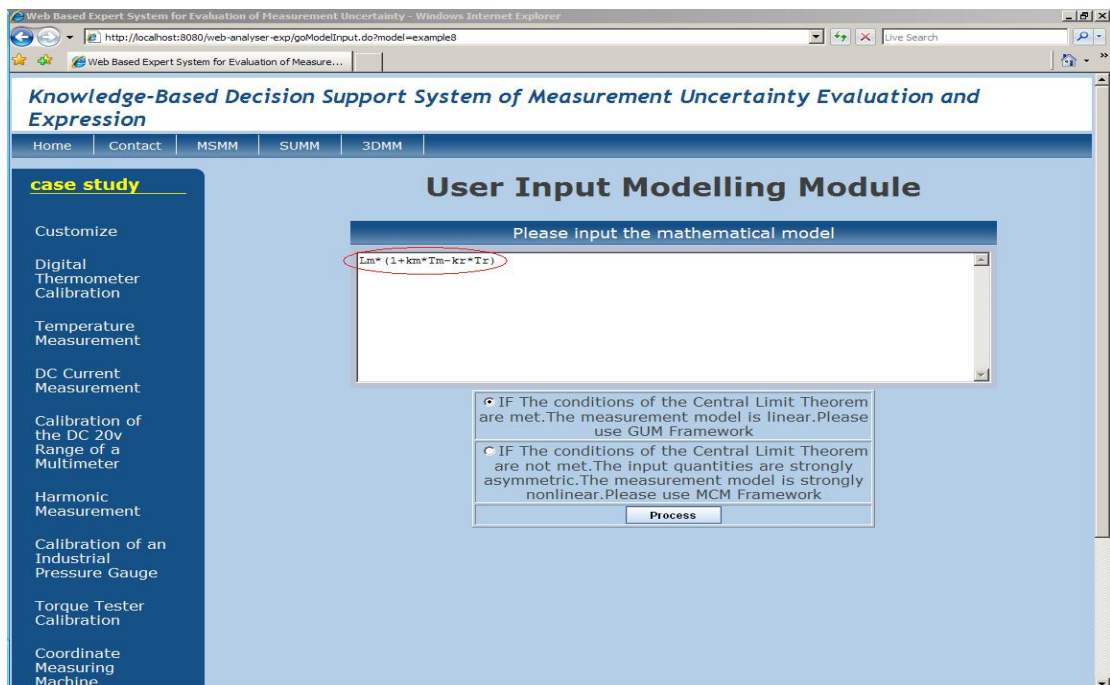 Web Based Expert System for Evaluation of Measurement Uncertainty - Windows Internet Explorer
http://localhost:8080/web-analyser-exp/goModelInput.do?model=example8
Live Search
Web Based Expert System for Evaluation of Measure...
Knowledge-Based Decision Support System of Measurement Uncertainty Evaluation and
Expression
Home Contact MSMM SUMM 3DMM
case study
User Input Modelling Module
Customize
Please input the mathematical model
Lm*(1+km*Tm-kr*Tr)
Digital
Thermometer
Calibration
Temperature
Measurement
DC Current
Measurement
Calibration of
the DC 20v
Range of a
Multimeter
Harmonic
Measurement
Calibration of an
Industrial
Pressure Gauge
Torque Tester
Calibration
Coordinate
Measuring
Machine
IF The conditions of the Central Limit Theorem
are met.The measurement model is linear.Please
use GUM Framework
IF The conditions of the Central Limit Theorem
are not met.The input quantities are strongly
asymmetric.The measurement model is strongly
nonlinear.Please use MCM Framework
Process